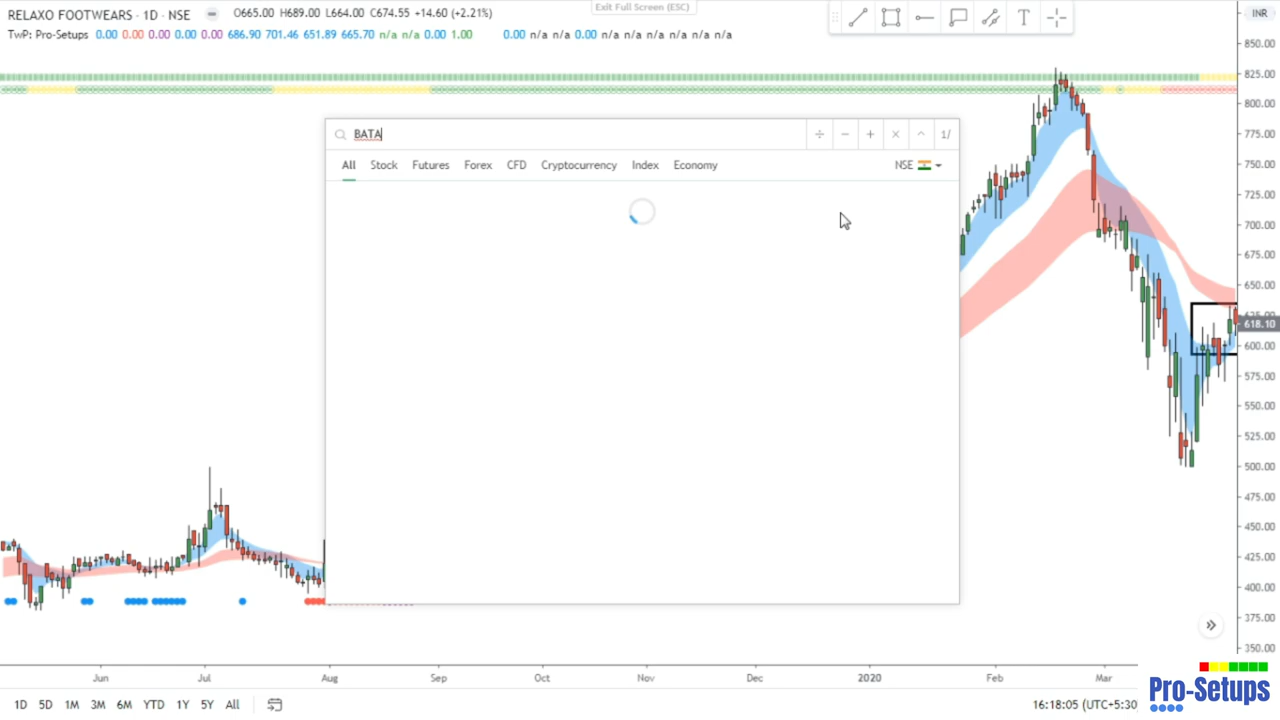 RELAXO FOOTWEARS · 1D · NSE O665.00 H689.00 L664.00 C674.55 +14.60 (+2.21%)
Exit Full Screen (ESC)
INR
TwP: Pro-Setups 0.00 0.00 0.00 0.00 0.00 686.90 701.46 651.89 665.70 n/a n/a 0.00 1.00 0.00 n/a n/a 0.00 n/a n/a n/a n/a n/a n/a
850.00
825.00
800.00
775.00
750.00
725.00
700.00
675.00
650.00
625.00
618.10
600.00
575.00
550.00
525.00
500.00
475.00
450.00
425.00
400.00
375.00
350.00
BATA
÷ − + × ^ 1/
All Stock Futures Forex CFD Cryptocurrency Index Economy NSE
Jun Jul Aug Sep Oct Nov Dec 2020 Feb Mar
1D 5D 1M 3M 6M YTD 1Y 5Y All 16:18:05 (UTC+5:30
Pro-Setups